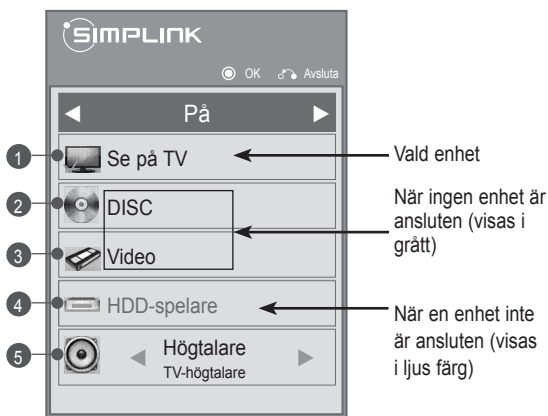 SIMPLINK
OK Avsluta
På
1 Se på TV
Vald enhet
2 DISC
3 Video
När ingen enhet är
ansluten (visas i
grått)
4 HDD-spelare
När en enhet inte
är ansluten (visas
i ljus färg)
5 Högtalare
TV-högtalare